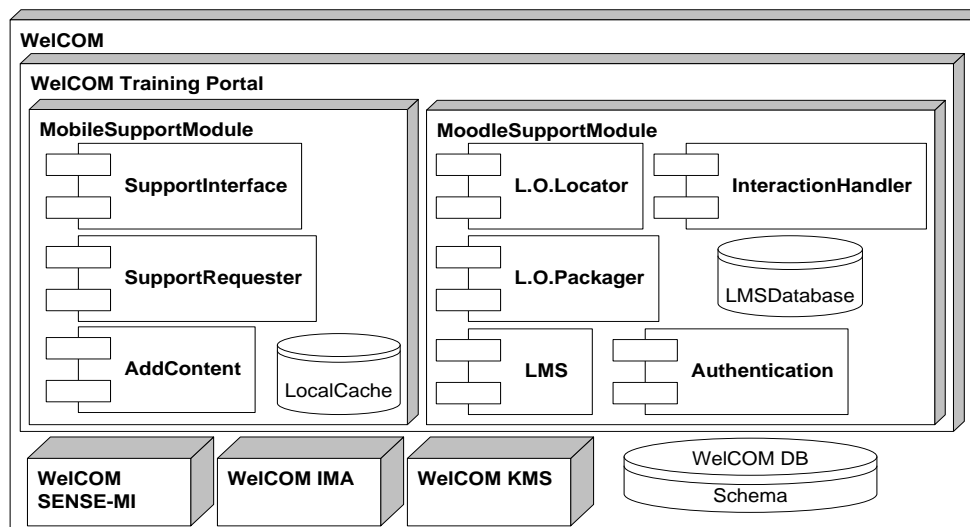 WelCOM
WelCOM Training Portal
MobileSupportModule
SupportInterface
SupportRequester
AddContent
LocalCache
MoodleSupportModule
L.O.Locator
InteractionHandler
L.O.Packager
LMSDatabase
LMS
Authentication
WelCOM
SENSE-MI
WelCOM IMA
WelCOM KMS
WelCOM DB
Schema